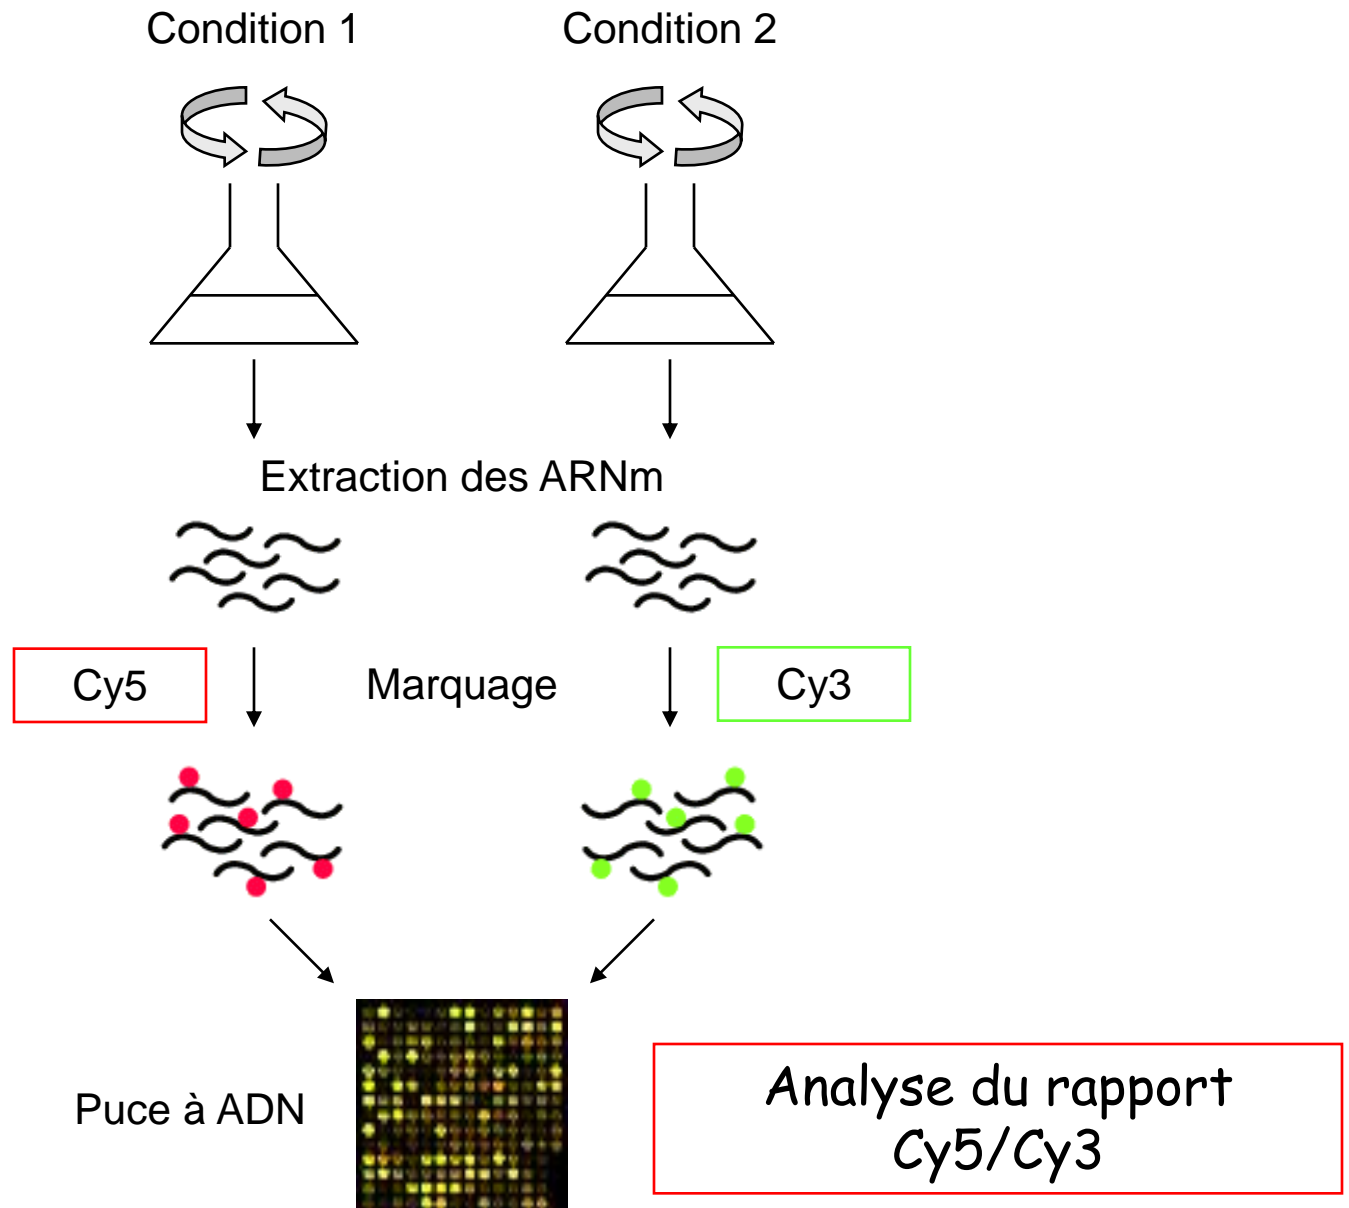 Condition 1
Condition 2
Extraction des ARNm
Cy5
Marquage
Cy3
Puce à ADN
Analyse du rapport
Cy5/Cy3